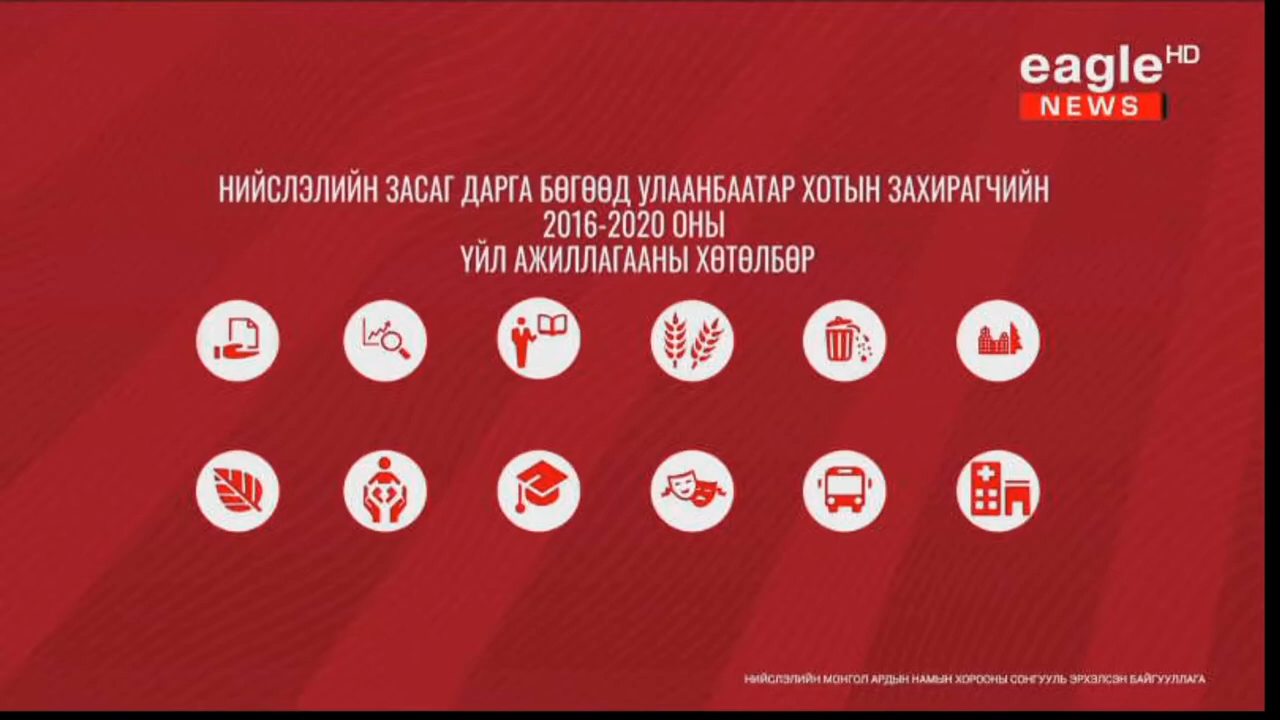 eagle HD
NEWS
НИЙСЛЭЛИЙН ЗАСАГ ДАРГА БӨГӨӨД УЛААНБААТАР ХОТЫН ЗАХИРАГЧИЙН
2016-2020 ОНЫ
ҮЙЛ АЖИЛЛАГААНЫ ХӨТӨЛБӨР
НИЙСЛЭЛИЙН МОНГОЛ АРДЫН НАМЫН ХОРООНЫ СОНГУУЛЬ ЭРХЭЛСЭН БАЙГУУЛЛАГА